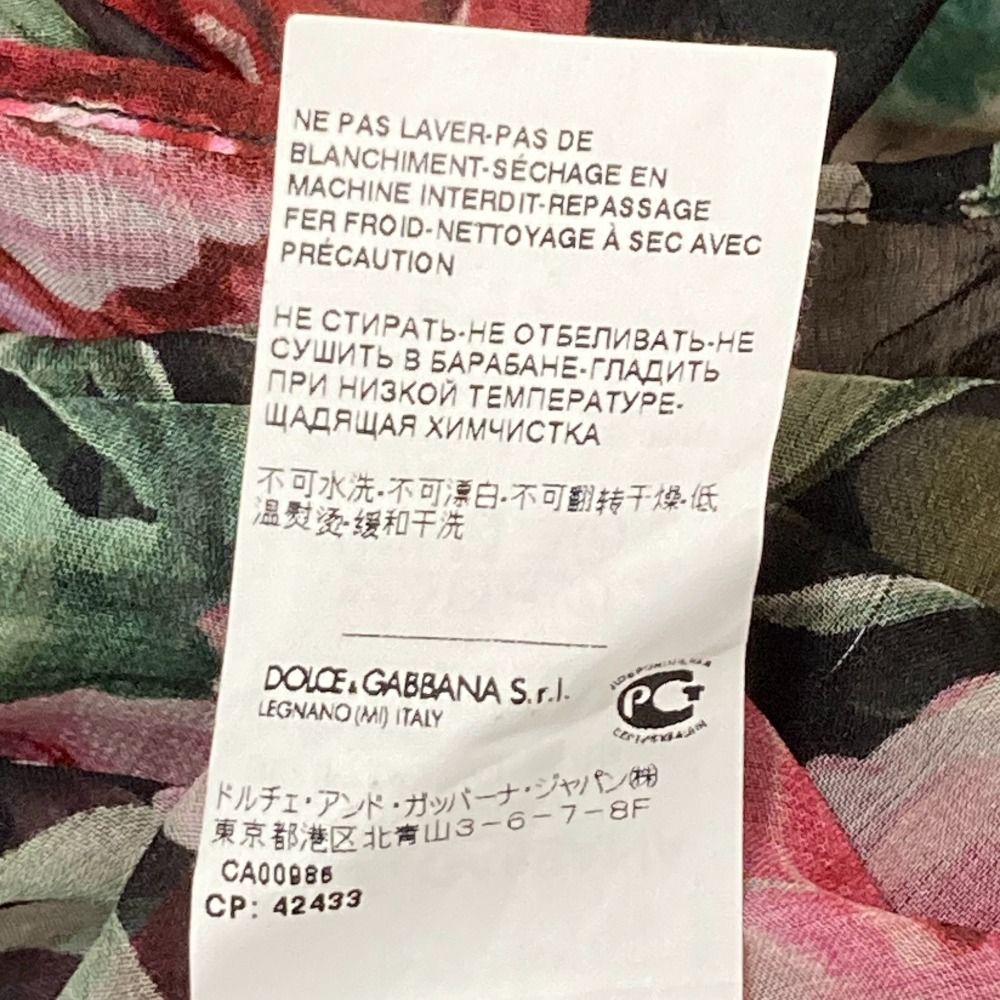 NE PAS LAVER-PAS DE
BLANCHIMENT-SÉCHAGE EN
MACHINE INTERDIT-REPASSAGE
FER FROID-NETTOYAGE À SEC AVEC
PRÉCAUTION
НЕ СТИРАТЬ-НЕ ОТБЕЛИВАТЬ-НЕ
СУШИТЬ В БАРАБАНЕ-ГЛАДИТЬ
ПРИ НИЗКОЙ ТЕМПЕРАТУРЕ-
ЩАДЯЩАЯ ХИМЧИСТКА
不可水洗-不可漂白-不可翻转干燥-低
温熨烫-缓和干洗
DOLCE & GABBANA S.r.l.
LEGNANO (MI) ITALY
PCT
ドルチェ・アンド・ガッバーナ・ジャパン㈱
東京都港区北青山3-6-7-8F
CP: 42433